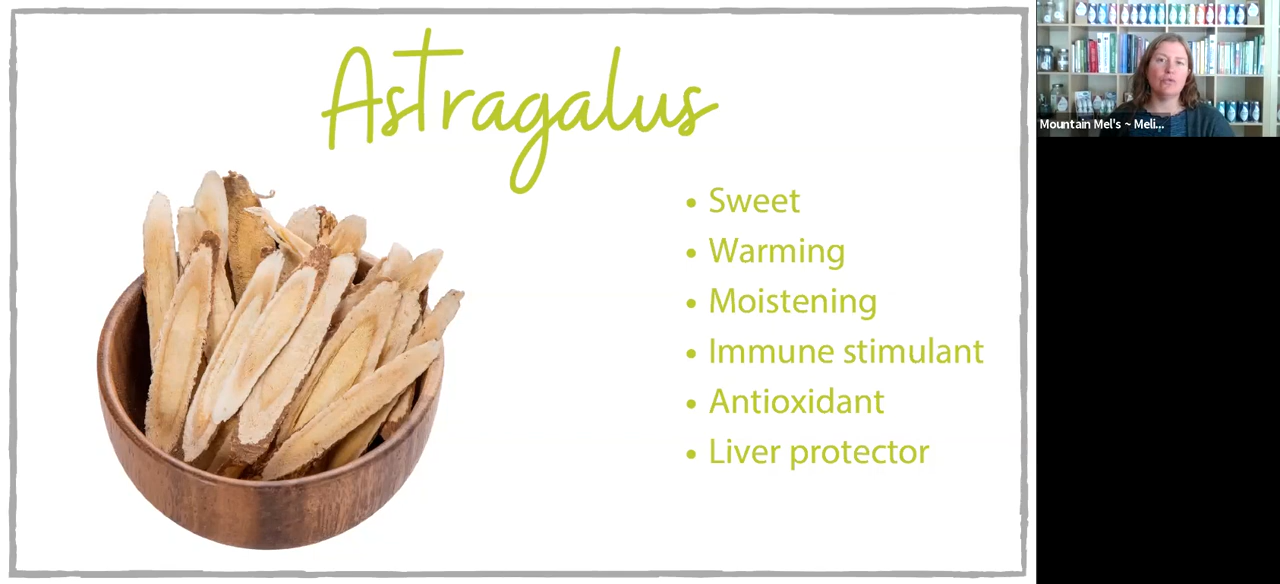 Astragalus
• Sweet
• Warming
• Moistening
• Immune stimulant
• Antioxidant
• Liver protector
Mountain Mel's ~ Meli...